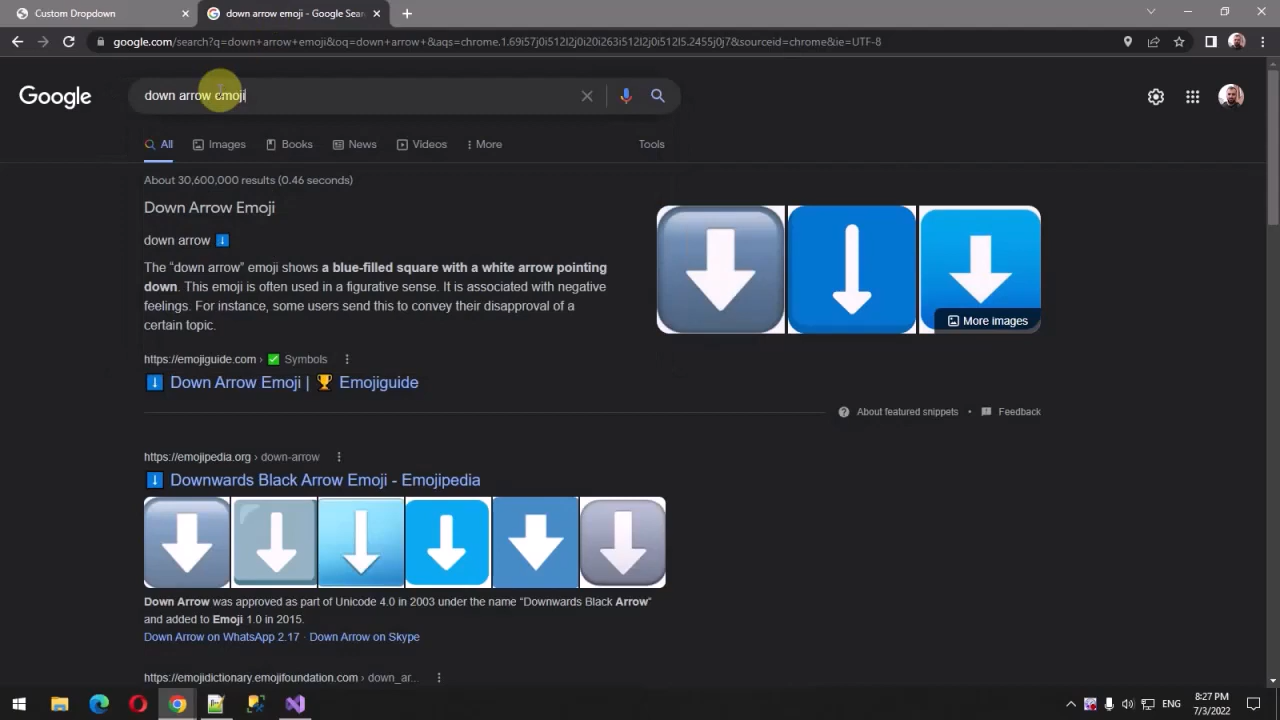 Custom Dropdown
down arrow emoji - Google Sear
google.com/search?q=down+arrow+emoji&oq=down+arrow+&aqs=chrome.1.69i57j0i512l2j0i20i263i512l2j0i512l5.2455j0j7&sourceid=chrome&ie=UTF-8
Google
down arrow emoji
All
Images
Books
News
Videos
More
Tools
About 30,600,000 results (0.46 seconds)
Down Arrow Emoji
down arrow ⬇️
The “down arrow” emoji shows a blue-filled square with a white arrow pointing
down. This emoji is often used in a figurative sense. It is associated with negative
feelings. For instance, some users send this to convey their disapproval of a
certain topic.
More images
https://emojiguide.com › ✅ Symbols
⬇️ Down Arrow Emoji | 🏆 Emojiguide
About featured snippets • Feedback
https://emojipedia.org › down-arrow
⬇️ Downwards Black Arrow Emoji - Emojipedia
Down Arrow was approved as part of Unicode 4.0 in 2003 under the name “Downwards Black Arrow”
and added to Emoji 1.0 in 2015.
Down Arrow on WhatsApp 2.17 · Down Arrow on Skype
https://emojidictionary.emojifoundation.com › down_ar...
ENG
8:27 PM
7/3/2022